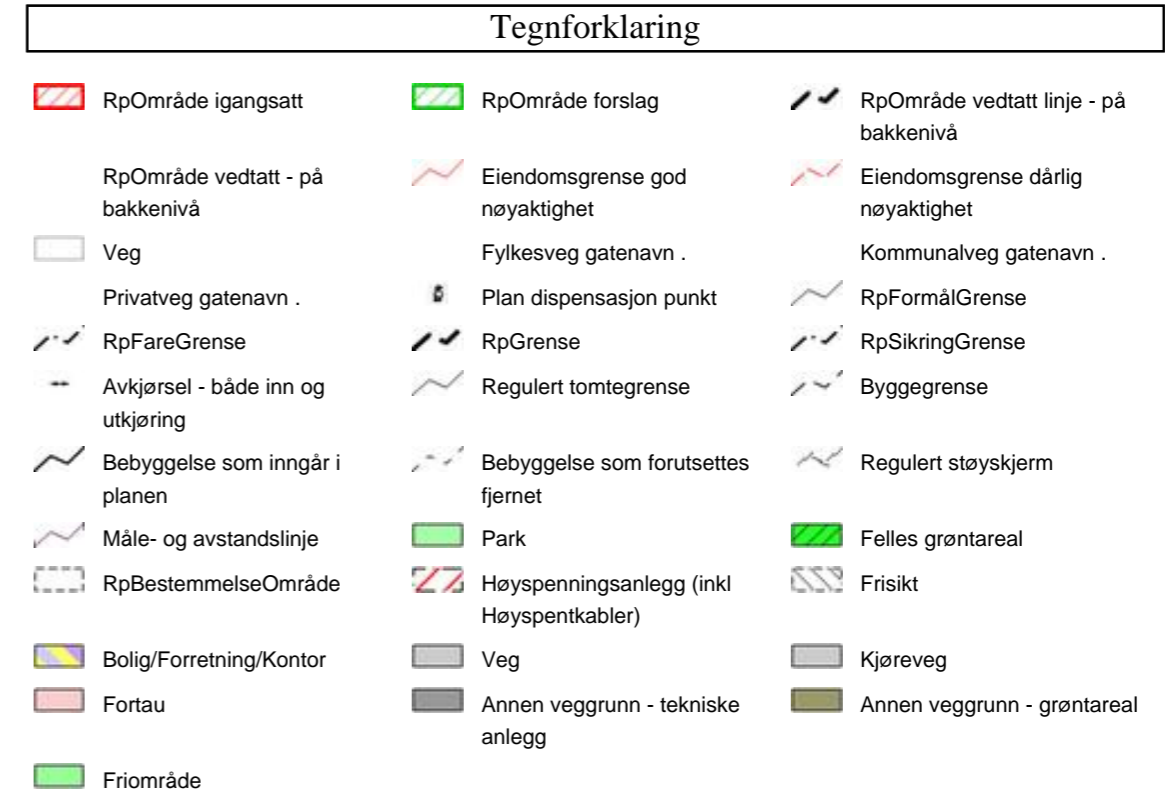 Tegnforklaring
RpOmråde igangsatt
RpOmråde forslag
RpOmråde vedtatt linje - på
bakkenivå
RpOmråde vedtatt - på
bakkenivå
Eiendomsgrense god
nøyaktighet
Eiendomsgrense dårlig
nøyaktighet
Veg
Fylkesveg gatenavn .
Kommunalveg gatenavn .
Privatveg gatenavn .
Plan dispensasjon punkt
RpFormålGrense
RpFareGrense
RpGrense
RpSikringGrense
Avkjørsel - både inn og
utkjøring
Regulert tomtegrense
Byggegrense
Bebyggelse som inngår i
planen
Bebyggelse som forutsettes
fjernet
Regulert støyskjerm
Måle- og avstandslinje
Park
Felles grøntareal
RpBestemmelseOmråde
Høyspenningsanlegg (inkl
Høyspentkabler)
Frisikt
Bolig/Forretning/Kontor
Veg
Kjøreveg
Fortau
Annen veggrunn - tekniske
anlegg
Annen veggrunn - grøntareal
Friområde